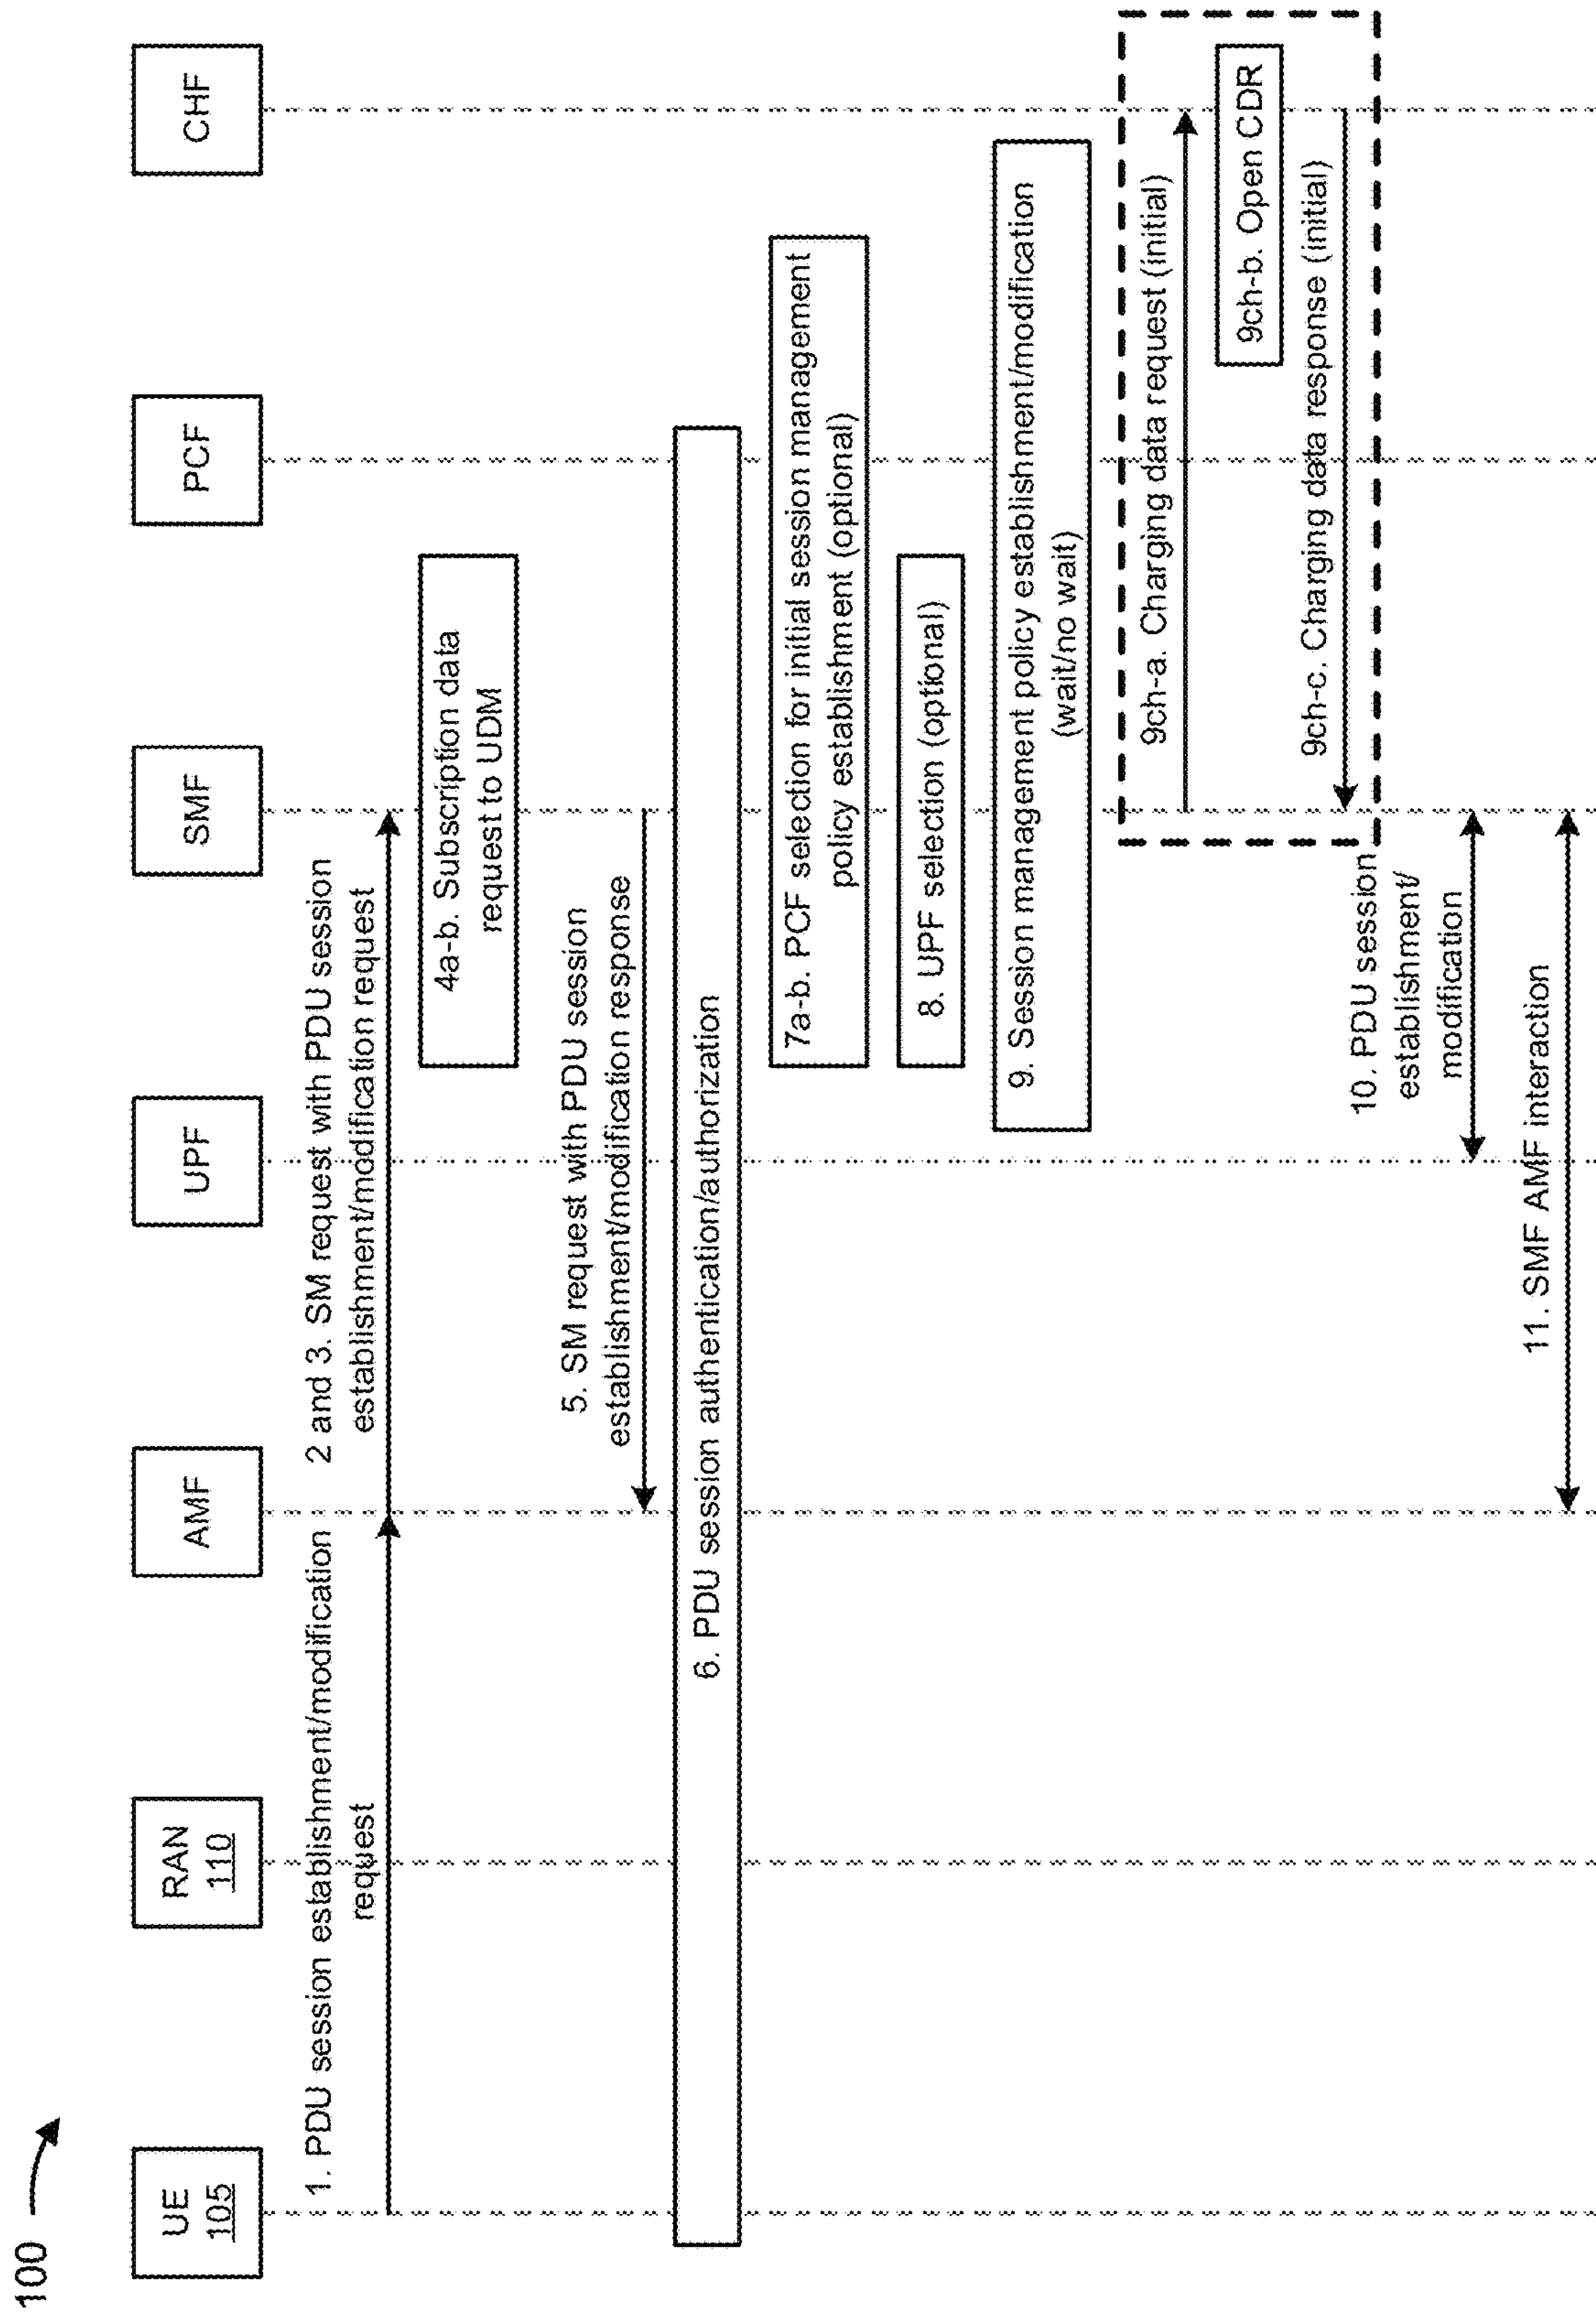 100
UE
105
RAN
110
AMF
UPF
SMF
PCF
CHF
1. PDU session establishment/modification
request
2 and 3. SM request with PDU session
establishment/modification request
4a-b. Subscription data
request to UDM
5. SM request with PDU session
establishment/modification response
6. PDU session authentication/authorization
7a-b. PCF selection for initial session management
policy establishment (optional)
8. UPF selection (optional)
9. Session management policy establishment/modification
(wait/no wait)
9ch-a. Charging data request (initial)
9ch-b. Open CDR
9ch-c. Charging data response (initial)
10. PDU session
establishment/
modification
11. SMF AMF interaction